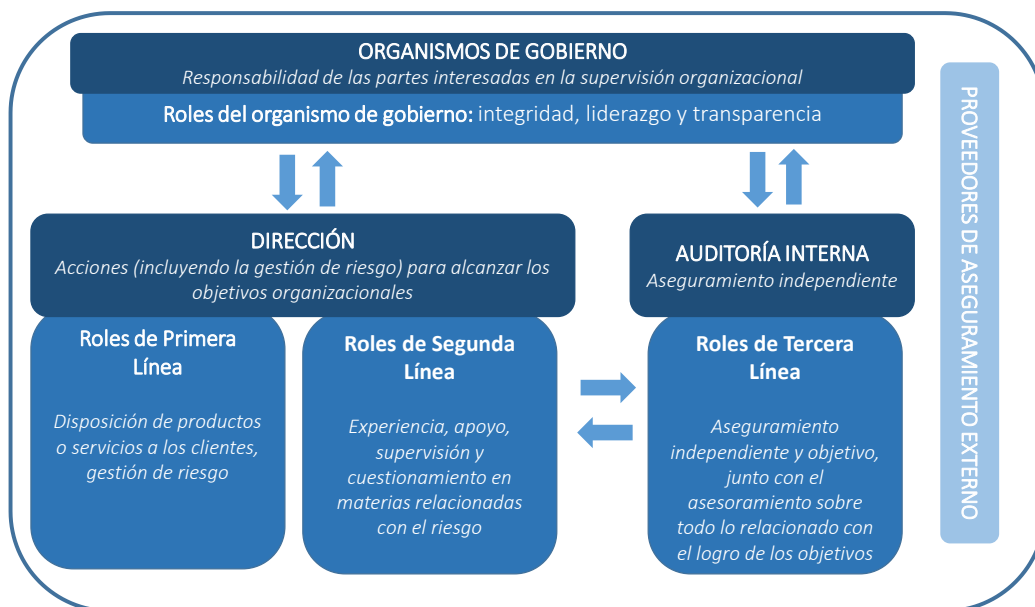 ORGANISMOS DE GOBIERNO
Responsabilidad de las partes interesadas en la supervisión organizacional
Roles del organismo de gobierno: integridad, liderazgo y transparencia
DIRECCIÓN
Acciones (incluyendo la gestión de riesgo) para alcanzar los
objetivos organizacionales
AUDITORÍA INTERNA
Aseguramiento independiente
Roles de Primera
Línea
Disposición de productos
o servicios a los clientes,
gestión de riesgo
Roles de Segunda
Línea
Experiencia, apoyo,
supervisión y
cuestionamiento en
materias relacionadas
con el riesgo
Roles de Tercera
Línea
Aseguramiento
independiente y objetivo,
junto con el
asesoramiento sobre
todo lo relacionado con
el logro de los objetivos
PROVEEDORES DE ASEGURAMIENTO EXTERNO